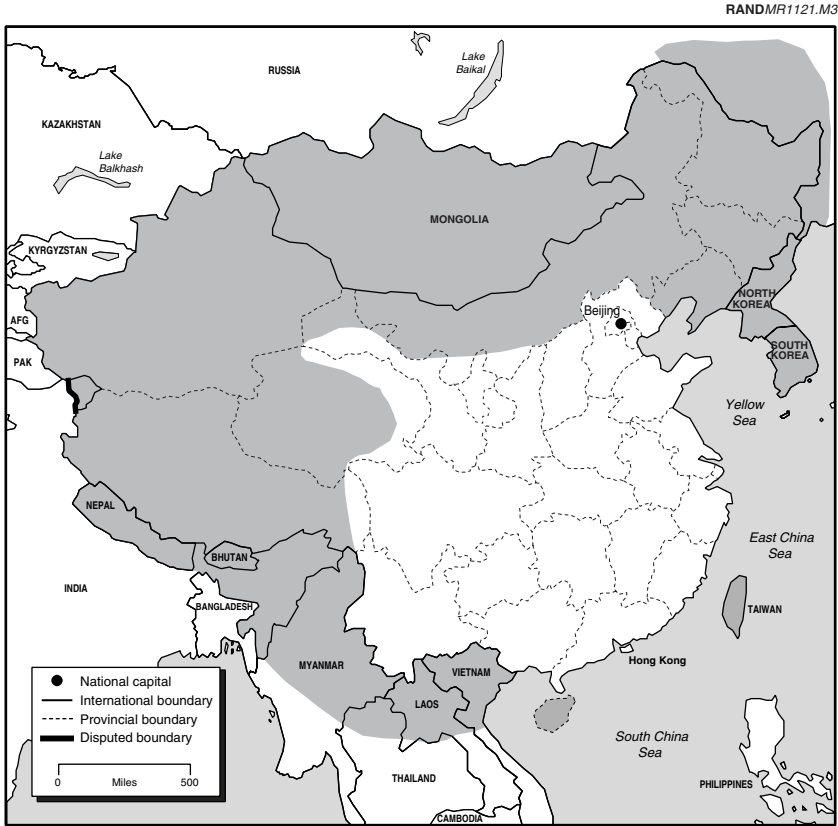 RANDMR1121.M3
Lake
Baikal
RUSSIA
KAZAKHSTAN
Lake
Balkhash
MONGOLIA
KYRGYZSTAN
NORTH
KOREA
Beijing
AFG
SOUTH
KOREA
PAK
Yellow
Sea
NEPAL
East China
Sea
BHUTAN
INDIA
BANGLADESH
TAIWAN
Hong Kong
MYANMAR
VIETNAM
LAOS
National capital
International boundary
Provincial boundary
Disputed boundary
0 Miles 500
South China
Sea
THAILAND
PHILIPPINES
CAMBODIA